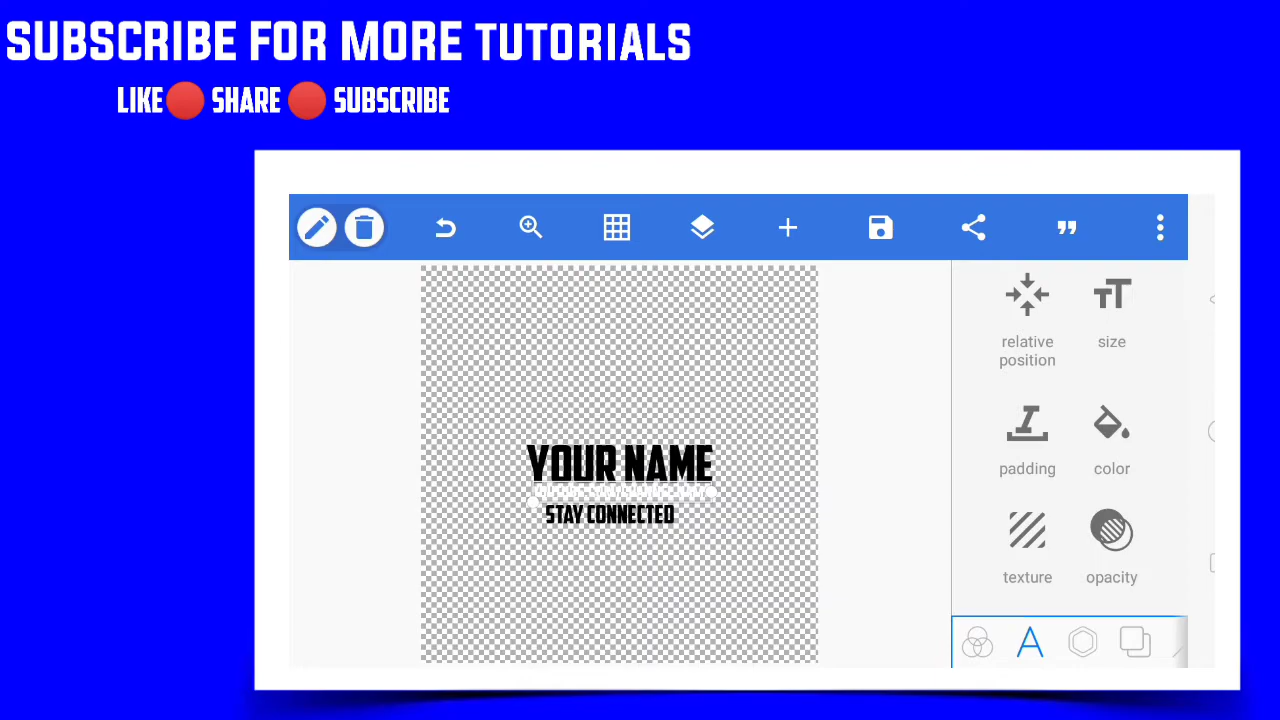 SUBSCRIBE FOR MORE TUTORIALS
LIKE🔴 SHARE 🔴 SUBSCRIBE
relative
position
size
YOUR NAME
STAY CONNECTED
padding
color
texture
opacity